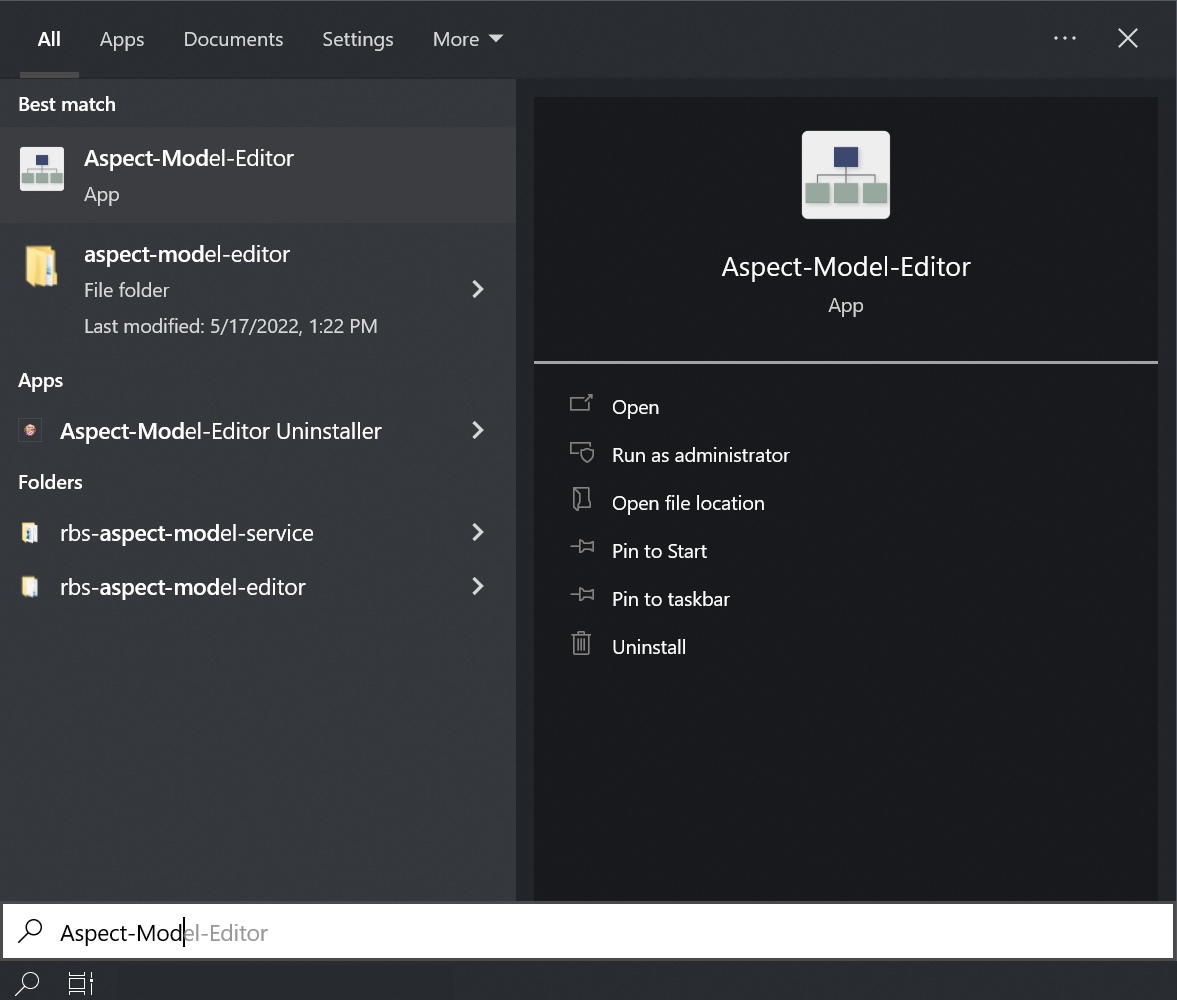 All Apps Documents Settings More
Best match
Aspect-Model-Editor
App
aspect-model-editor
File folder
Last modified: 5/17/2022, 1:22 PM
Apps
Aspect-Model-Editor Uninstaller
Folders
rbs-aspect-model-service
rbs-aspect-model-editor
Aspect-Model-Editor
App
Open
Run as administrator
Open file location
Pin to Start
Pin to taskbar
Uninstall
Aspect-Model-Editor